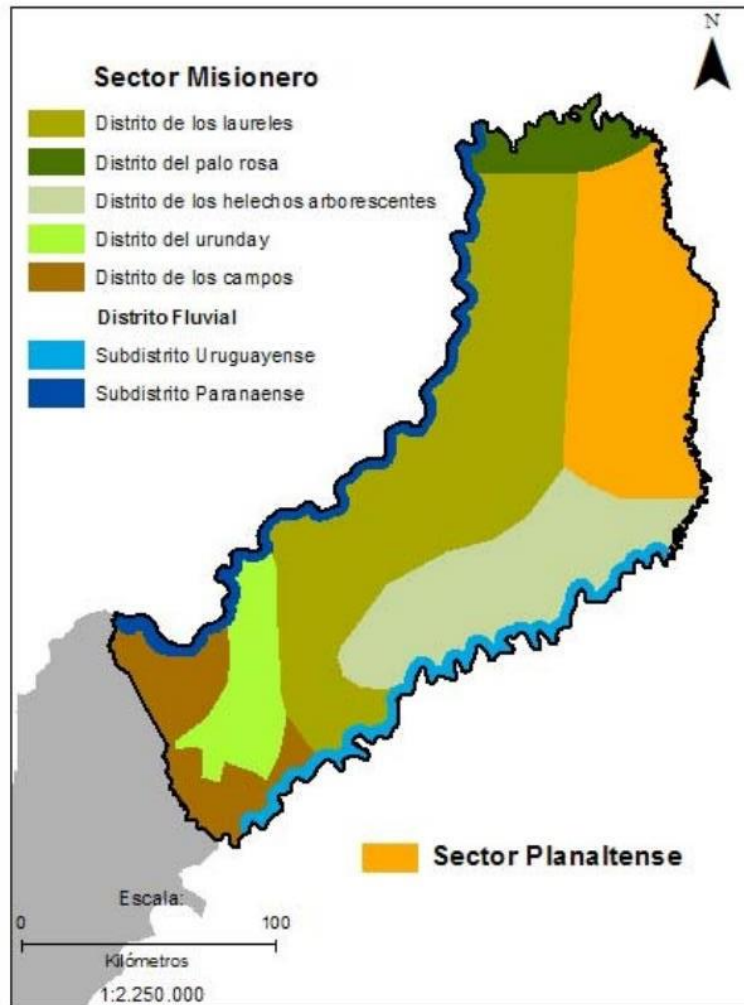 N
Sector Misionero
Distrito de los laureles
Distrito del palo rosa
Distrito de los helechos arborescentes
Distrito del urunday
Distrito de los campos
Distrito Fluvial
Subdistrito Uruguayense
Subdistrito Paranaense
Sector Planaltense
Escala:
0 100
Kilómetros
1:2.250.000